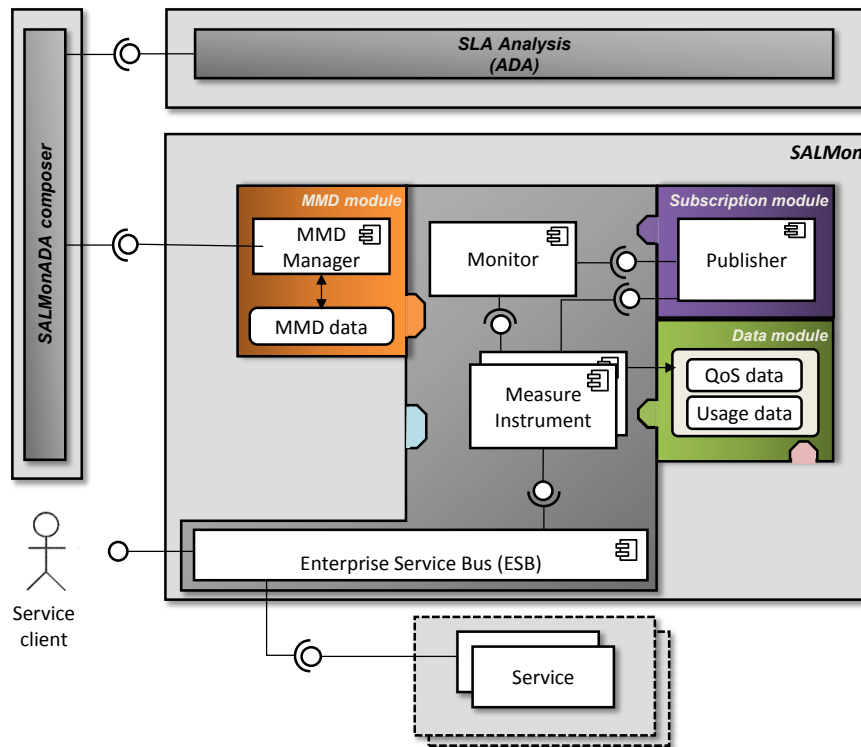 SLA Analysis
(ADA)
SALMonADA composer
SALMon
MMD module
Subscription module
MMD
Manager
Monitor
Publisher
MMD data
Data module
Measure
Instrument
QoS data
Usage data
Enterprise Service Bus (ESB)
Service
client
Service